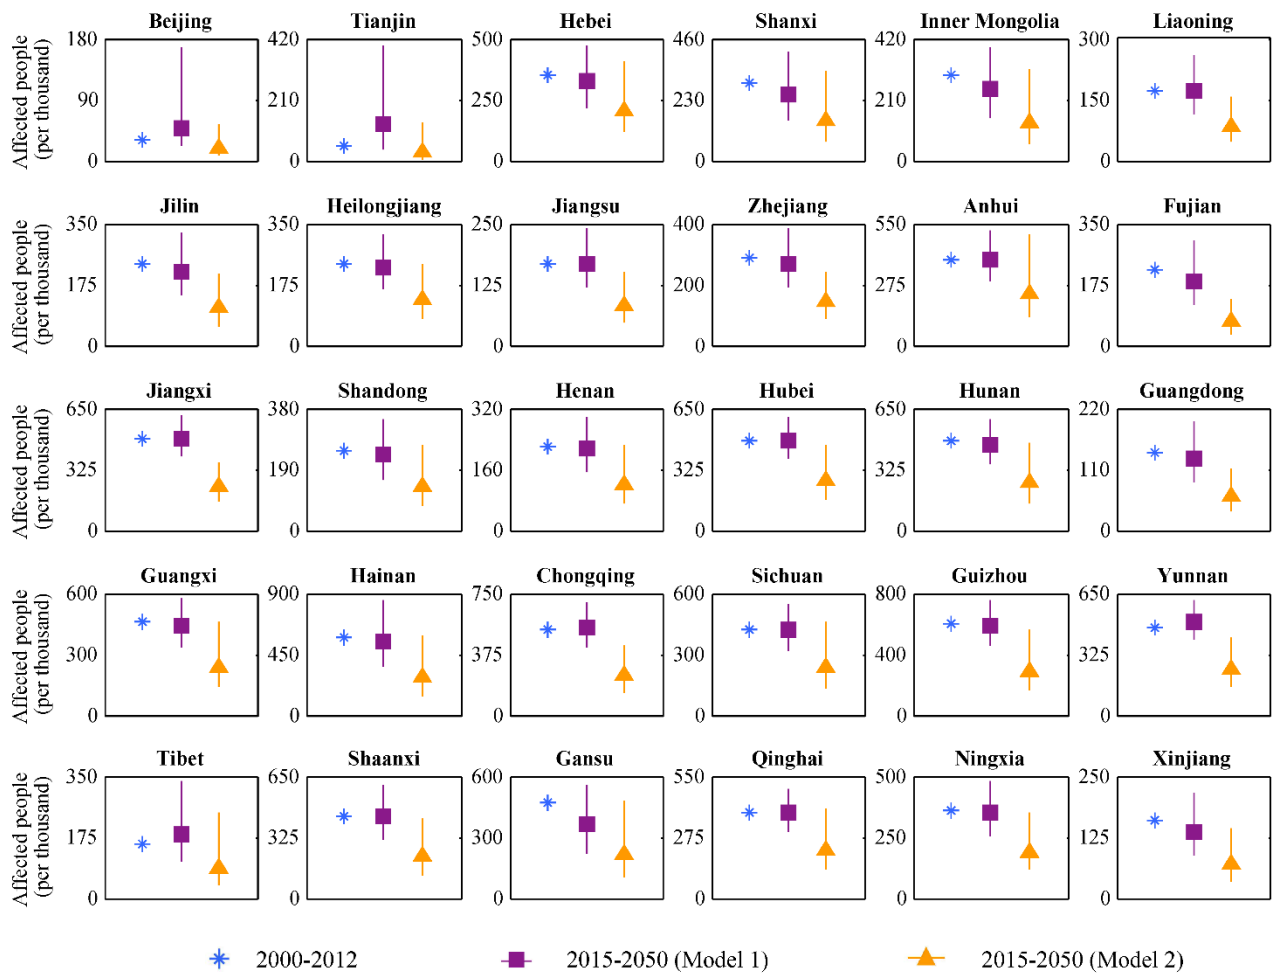 Beijing Tianjin Hebei Shanxi Inner Mongolia Liaoning
Affected people
(per thousand)
180 420 500 460 420 300
90 210 250 230 210 150
0 0 0 0 0 0
Jilin Heilongjiang Jiangsu Zhejiang Anhui Fujian
Affected people
(per thousand)
350 350 250 400 550 350
175 175 125 200 275 175
0 0 0 0 0 0
Jiangxi Shandong Henan Hubei Hunan Guangdong
Affected people
(per thousand)
650 380 320 650 650 220
325 190 160 325 325 110
0 0 0 0 0 0
Guangxi Hainan Chongqing Sichuan Guizhou Yunnan
Affected people
(per thousand)
600 900 750 600 800 650
300 450 375 300 400 325
0 0 0 0 0 0
Tibet Shaanxi Gansu Qinghai Ningxia Xinjiang
Affected people
(per thousand)
350 650 600 550 500 250
175 325 300 275 250 125
0 0 0 0 0 0
2000-2012 2015-2050 (Model 1) 2015-2050 (Model 2)